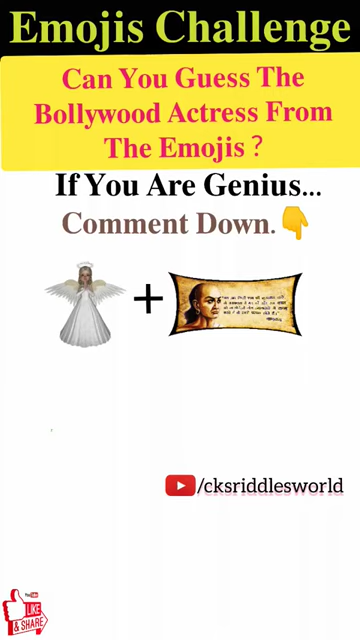 Emojis Challenge
Can You Guess The
Bollywood Actress From
The Emojis ?
If You Are Genius...
Comment Down.👇
+
/cksriddlesworld
YouTube
LIKE
& SHARE